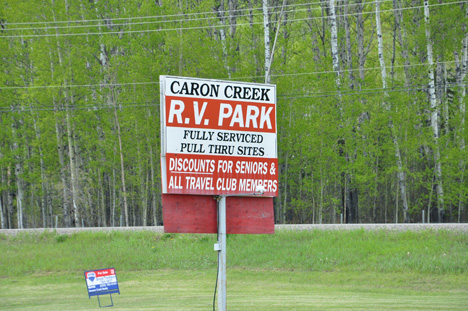 CARON CREEK
R.V. PARK
FULLY SERVICED
PULL THRU SITES
DISCOUNTS FOR SENIORS &
ALL TRAVEL CLUB MEMBERS